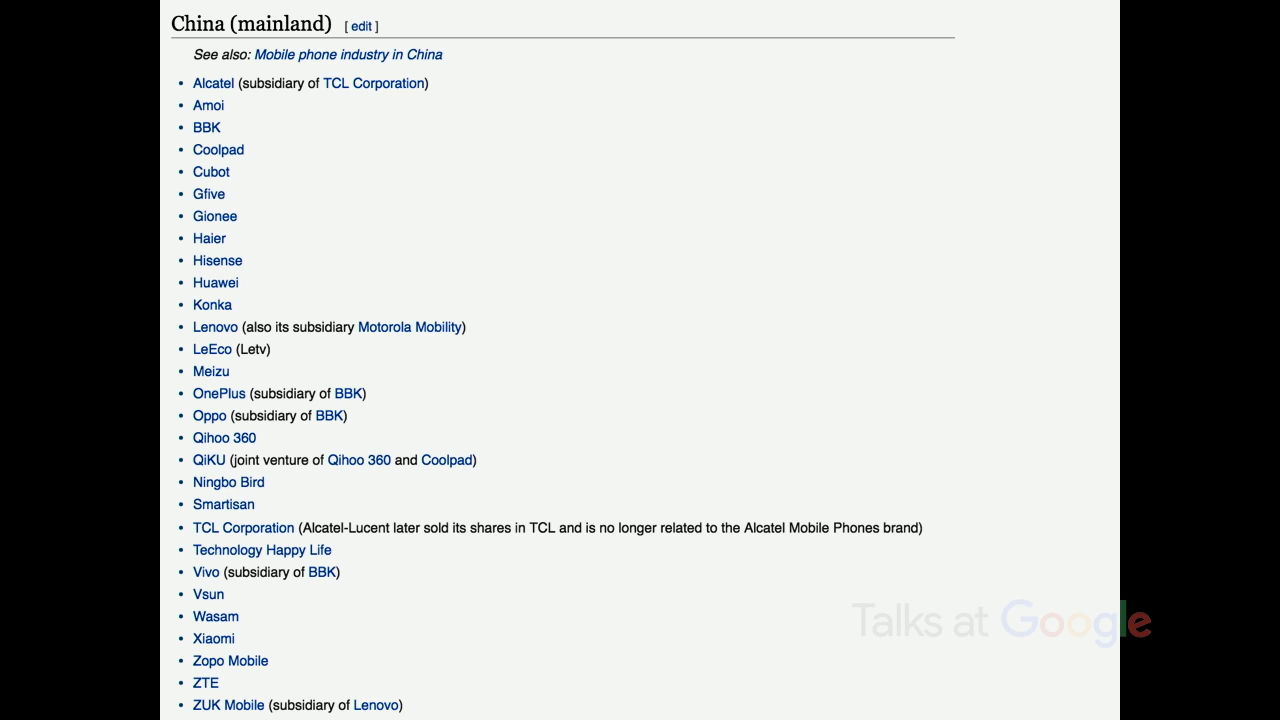 China (mainland) [ edit ]
See also: Mobile phone industry in China
• Alcatel (subsidiary of TCL Corporation)
• Amoi
• BBK
• Coolpad
• Cubot
• Gfive
• Gionee
• Haier
• Hisense
• Huawei
• Konka
• Lenovo (also its subsidiary Motorola Mobility)
• LeEco (Letv)
• Meizu
• OnePlus (subsidiary of BBK)
• Oppo (subsidiary of BBK)
• Qihoo 360
• QiKU (joint venture of Qihoo 360 and Coolpad)
• Ningbo Bird
• Smartisan
• TCL Corporation (Alcatel-Lucent later sold its shares in TCL and is no longer related to the Alcatel Mobile Phones brand)
• Technology Happy Life
• Vivo (subsidiary of BBK)
• Vsun
• Wasam
• Xiaomi
• Zopo Mobile
• ZTE
• ZUK Mobile (subsidiary of Lenovo)
Talks at Google